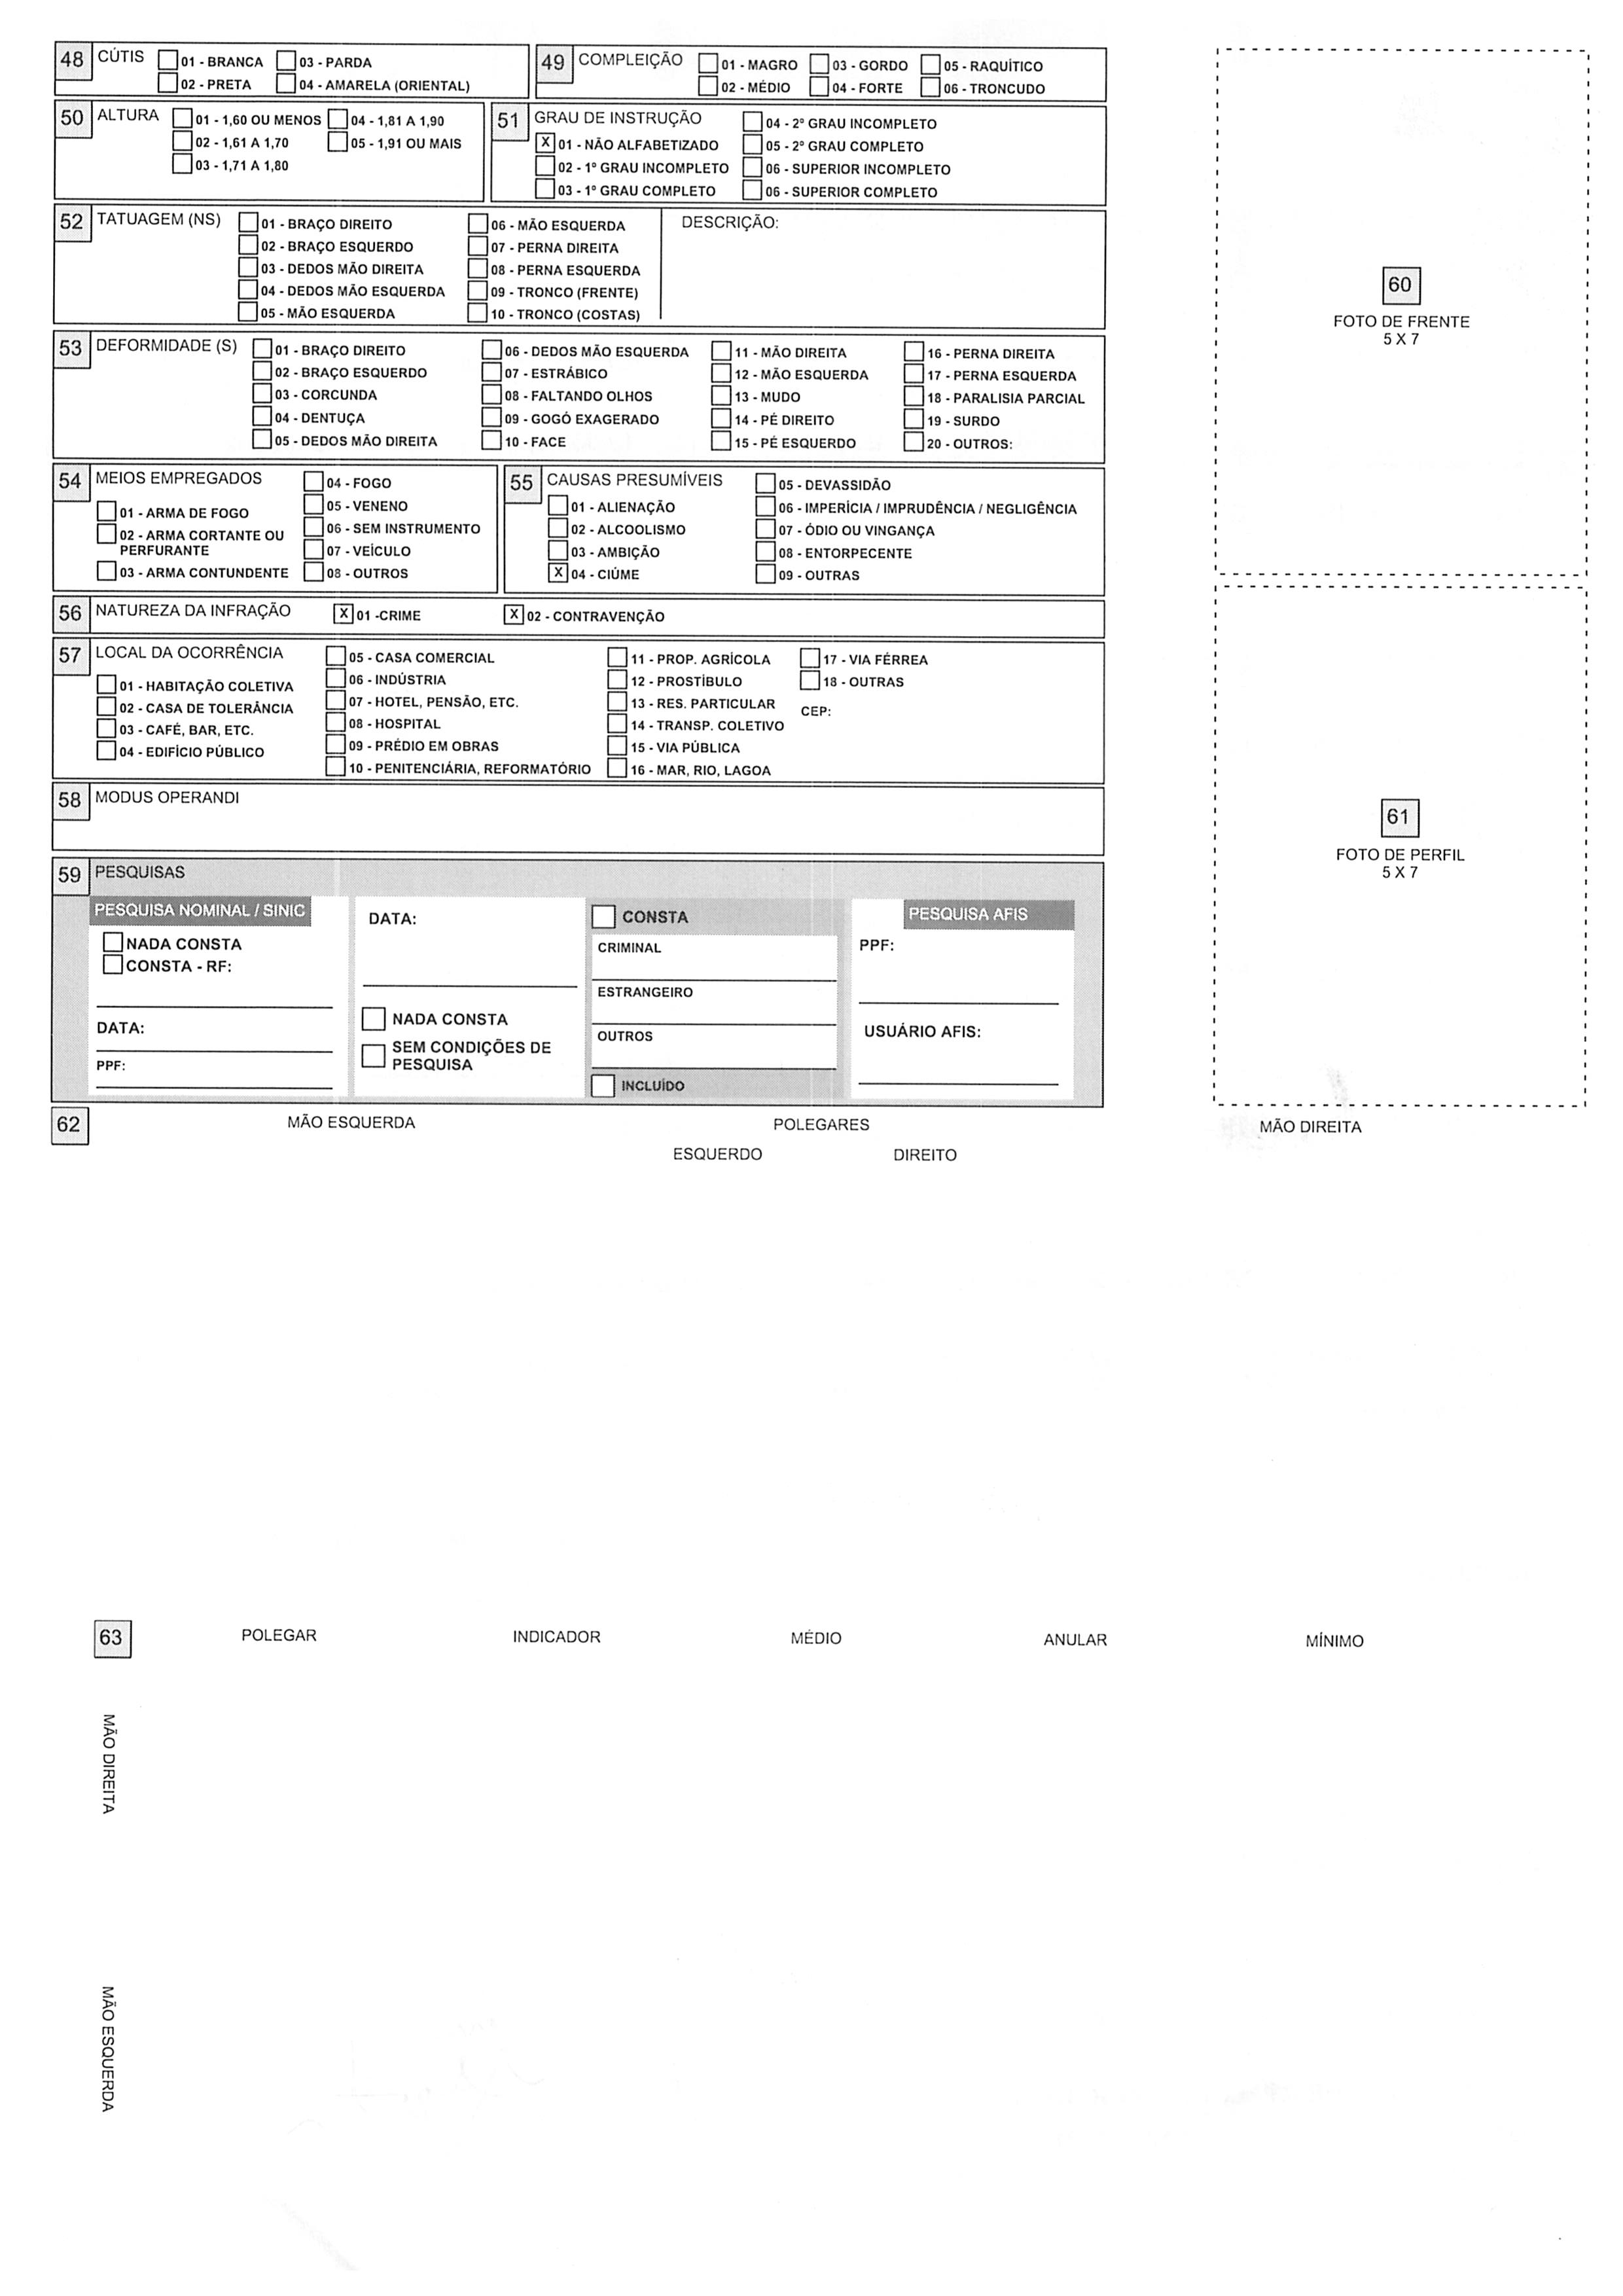 48 CÚTIS
01 - BRANCA 03 - PARDA
02 - PRETA 04 - AMARELA (ORIENTAL)
49 COMPLEIÇÃO
01 - MAGRO 03 - GORDO 05 - RAQUÍTICO
02 - MÉDIO 04 - FORTE 06 - TRONCUDO
50 ALTURA
01 - 1,60 OU MENOS 04 - 1,81 A 1,90
02 - 1,61 A 1,70 05 - 1,91 OU MAIS
03 - 1,71 A 1,80
51 GRAU DE INSTRUÇÃO
X 01 - NÃO ALFABETIZADO
02 - 1º GRAU INCOMPLETO
03 - 1º GRAU COMPLETO
04 - 2º GRAU INCOMPLETO
05 - 2º GRAU COMPLETO
06 - SUPERIOR INCOMPLETO
06 - SUPERIOR COMPLETO
52 TATUAGEM (NS)
01 - BRAÇO DIREITO
02 - BRAÇO ESQUERDO
03 - DEDOS MÃO DIREITA
04 - DEDOS MÃO ESQUERDA
05 - MÃO ESQUERDA
06 - MÃO ESQUERDA
07 - PERNA DIREITA
08 - PERNA ESQUERDA
09 - TRONCO (FRENTE)
10 - TRONCO (COSTAS)
DESCRIÇÃO:
53 DEFORMIDADE (S)
01 - BRAÇO DIREITO
02 - BRAÇO ESQUERDO
03 - CORCUNDA
04 - DENTUÇA
05 - DEDOS MÃO DIREITA
06 - DEDOS MÃO ESQUERDA
07 - ESTRÁBICO
08 - FALTANDO OLHOS
09 - GOGÓ EXAGERADO
10 - FACE
11 - MÃO DIREITA
12 - MÃO ESQUERDA
13 - MUDO
14 - PÉ DIREITO
15 - PÉ ESQUERDO
16 - PERNA DIREITA
17 - PERNA ESQUERDA
18 - PARALISIA PARCIAL
19 - SURDO
20 - OUTROS:
54 MEIOS EMPREGADOS
01 - ARMA DE FOGO
02 - ARMA CORTANTE OU
PERFURANTE
03 - ARMA CONTUNDENTE
04 - FOGO
05 - VENENO
06 - SEM INSTRUMENTO
07 - VEÍCULO
08 - OUTROS
55 CAUSAS PRESUMÍVEIS
01 - ALIENAÇÃO
02 - ALCOOLISMO
03 - AMBIÇÃO
X 04 - CIÚME
05 - DEVASSIDÃO
06 - IMPERÍCIA / IMPRUDÊNCIA / NEGLIGÊNCIA
07 - ÓDIO OU VINGANÇA
08 - ENTORPECENTE
09 - OUTRAS
56 NATUREZA DA INFRAÇÃO X 01 -CRIME X 02 - CONTRAVENÇÃO
57 LOCAL DA OCORRÊNCIA
01 - HABITAÇÃO COLETIVA
02 - CASA DE TOLERÂNCIA
03 - CAFÉ, BAR, ETC.
04 - EDIFÍCIO PÚBLICO
05 - CASA COMERCIAL
06 - INDÚSTRIA
07 - HOTEL, PENSÃO, ETC.
08 - HOSPITAL
09 - PRÉDIO EM OBRAS
10 - PENITENCIÁRIA, REFORMATÓRIO
11 - PROP. AGRÍCOLA
12 - PROSTÍBULO
13 - RES. PARTICULAR
14 - TRANSP. COLETIVO
15 - VIA PÚBLICA
16 - MAR, RIO, LAGOA
17 - VIA FÉRREA
18 - OUTRAS
CEP:
58 MODUS OPERANDI
59 PESQUISAS
PESQUISA NOMINAL / SINIC
NADA CONSTA
CONSTA - RF:
DATA:
PPF:
DATA:
NADA CONSTA
SEM CONDIÇÕES DE
PESQUISA
CONSTA
CRIMINAL
ESTRANGEIRO
OUTROS
INCLUÍDO
PESQUISA AFIS
PPF:
USUÁRIO AFIS:
60
FOTO DE FRENTE
5 X 7
61
FOTO DE PERFIL
5 X 7
62 MÃO ESQUERDA POLEGARES MÃO DIREITA
ESQUERDO DIREITO
63 POLEGAR INDICADOR MÉDIO ANULAR MÍNIMO
MÃO DIREITA
MÃO ESQUERDA